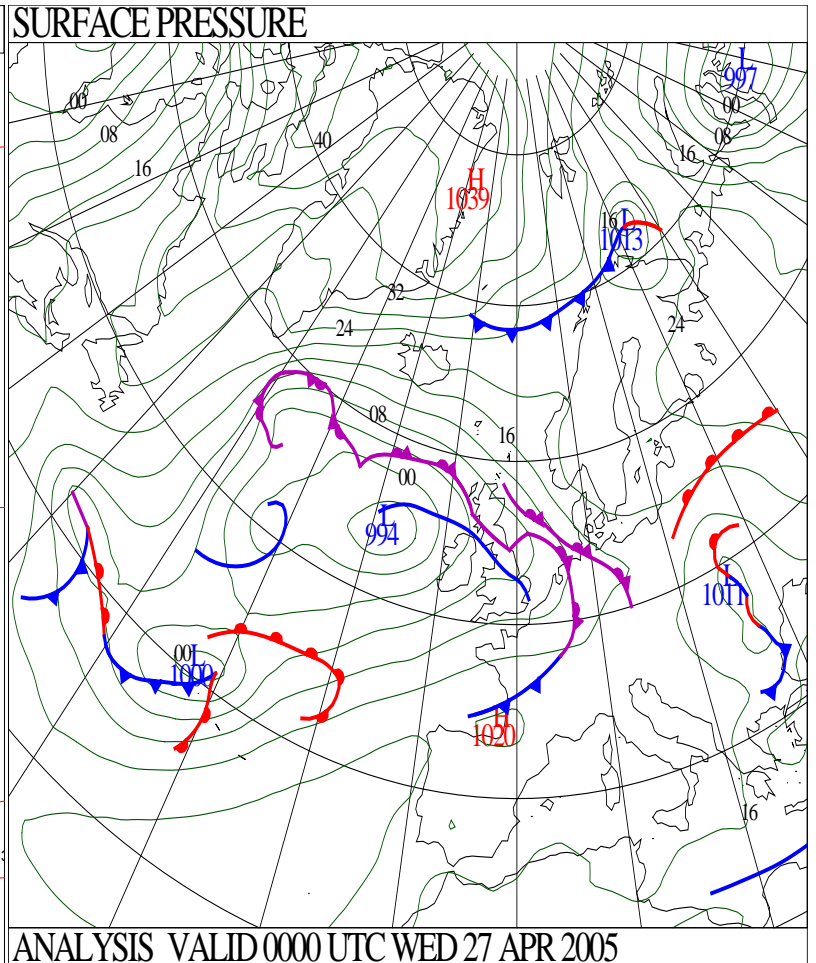 SURFACE PRESSURE
L
997
00
00
08
08
40
16
16
H
1039
16
L
1013
32
24
24
08
16
00
L
994
L
1011
00
L
1000
H
1020
16
ANALYSIS VALID 0000 UTC WED 27 APR 2005